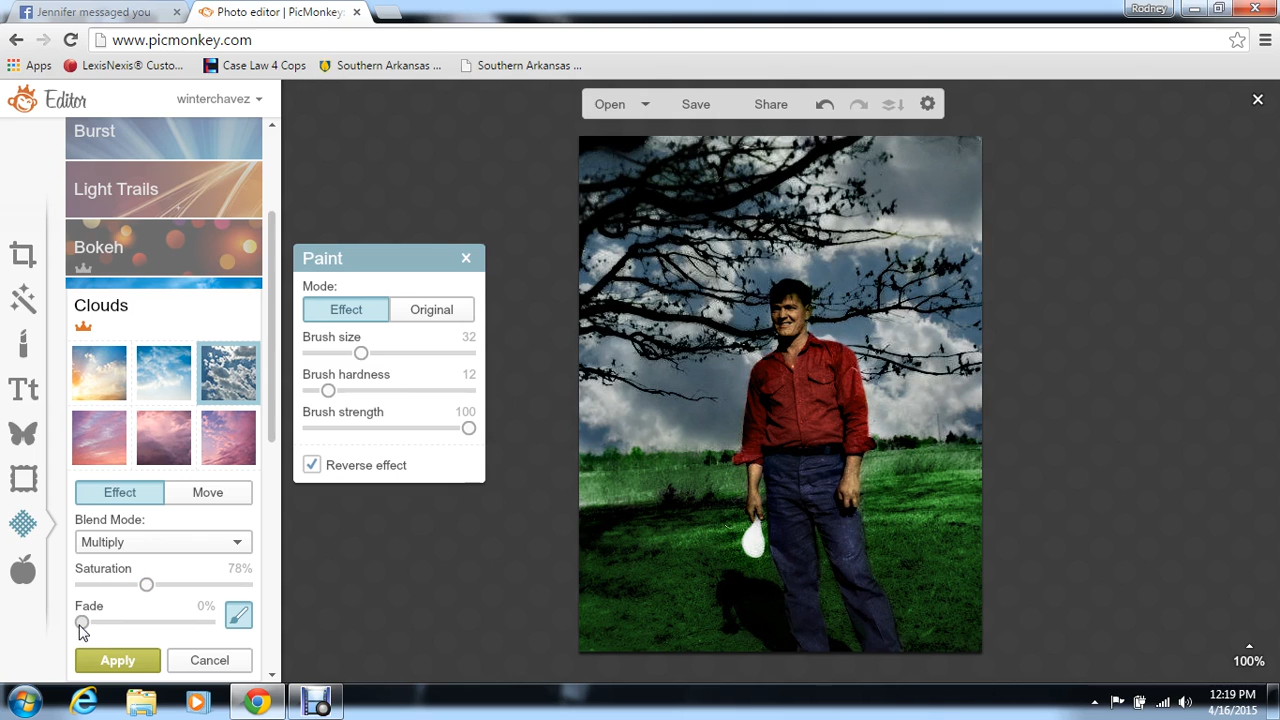 Jennifer messaged you
Photo editor | PicMonkey:
Rodney
www.picmonkey.com
Apps
LexisNexis® Custo...
Case Law 4 Cops
Southern Arkansas ...
Southern Arkansas ...
Editor
winterchavez
Open
Save
Share
Burst
Light Trails
Bokeh
Clouds
Effect
Move
Blend Mode:
Multiply
Saturation
78%
Fade
0%
Apply
Cancel
Tt
Paint
Mode:
Effect
Original
Brush size
32
Brush hardness
12
Brush strength
100
Reverse effect
100%
12:19 PM
4/16/2015